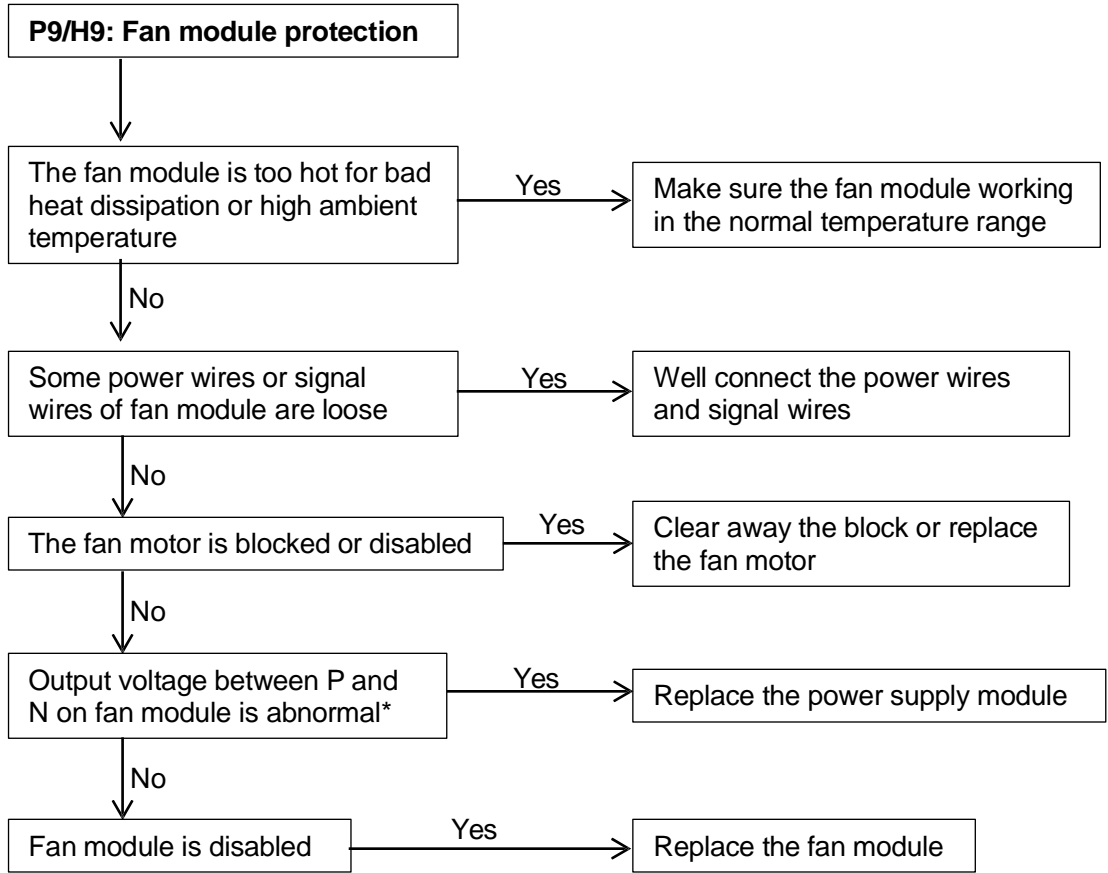 P9/H9: Fan module protection
The fan module is too hot for bad
heat dissipation or high ambient
temperature
Yes
Make sure the fan module working
in the normal temperature range
No
Some power wires or signal
wires of fan module are loose
Yes
Well connect the power wires
and signal wires
No
The fan motor is blocked or disabled
Yes
Clear away the block or replace
the fan motor
No
Output voltage between P and
N on fan module is abnormal*
Yes
Replace the power supply module
No
Fan module is disabled
Yes
Replace the fan module